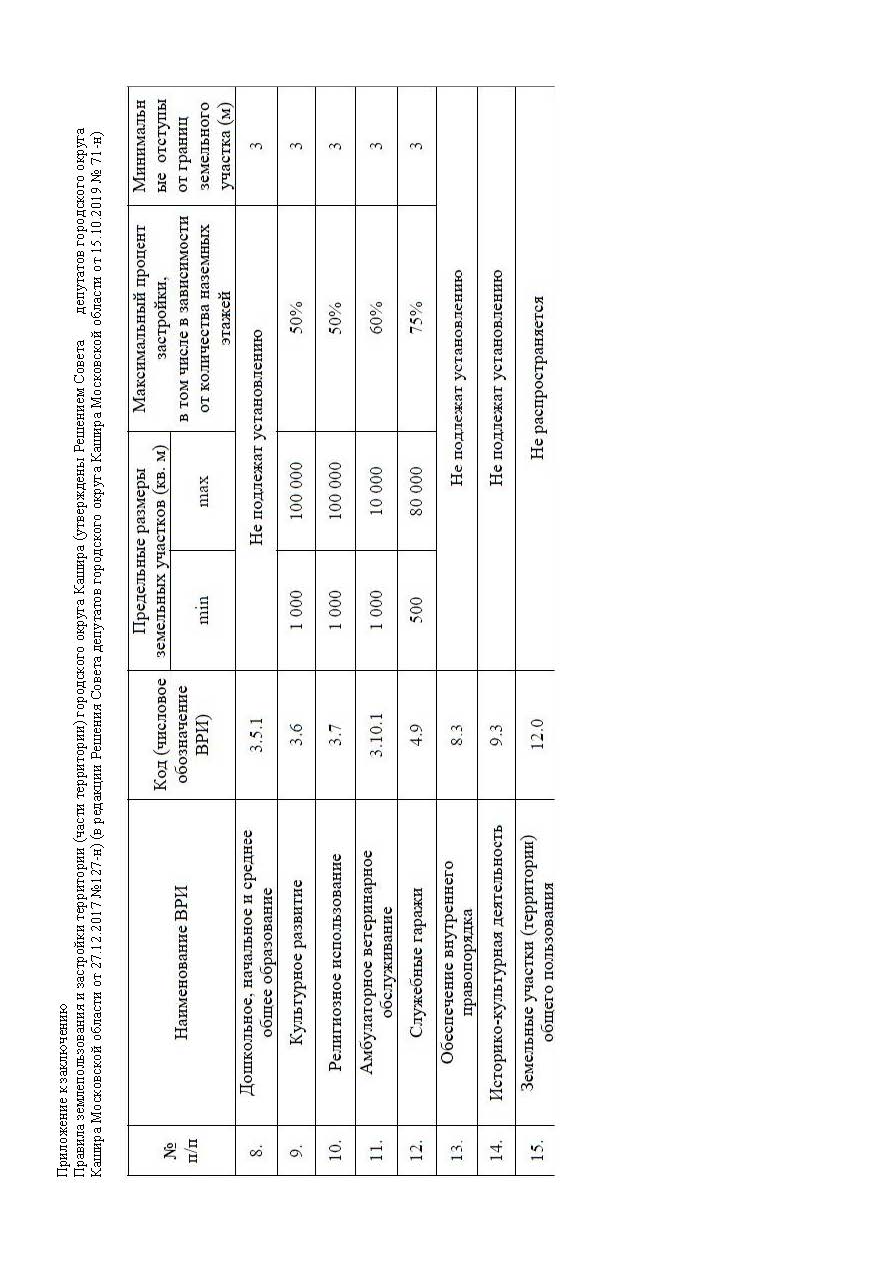 Приложение к заключению
Правила землепользования и застройки территории (части территории) городского округа Кашира (утверждены Решением Совета депутатов городского округа
Кашира Московской области от 27.12.2017 №127-н) (в редакции Решения Совета депутатов городского округа Кашира Московской области от 15.10.2019 № 71-н)
№
п/п
Наименование ВРИ
Код (числовое
обозначение
ВРИ)
Предельные размеры
земельных участков (кв. м)
min
max
Максимальный процент
застройки,
в том числе в зависимости
от количества наземных
этажей
Минимальн
ые отступы
от границ
земельного
участка (м)
8.
Дошкольное, начальное и среднее
общее образование
3.5.1
Не подлежат установлению
3
9.
Культурное развитие
3.6
1 000
100 000
50%
3
10.
Религиозное использование
3.7
1 000
100 000
50%
3
11.
Амбулаторное ветеринарное
обслуживание
3.10.1
1 000
10 000
60%
3
12.
Служебные гаражи
4.9
500
80 000
75%
3
13.
Обеспечение внутреннего
правопорядка
8.3
Не подлежат установлению
14.
Историко-культурная деятельность
9.3
Не подлежат установлению
15.
Земельные участки (территории)
общего пользования
12.0
Не распространяется